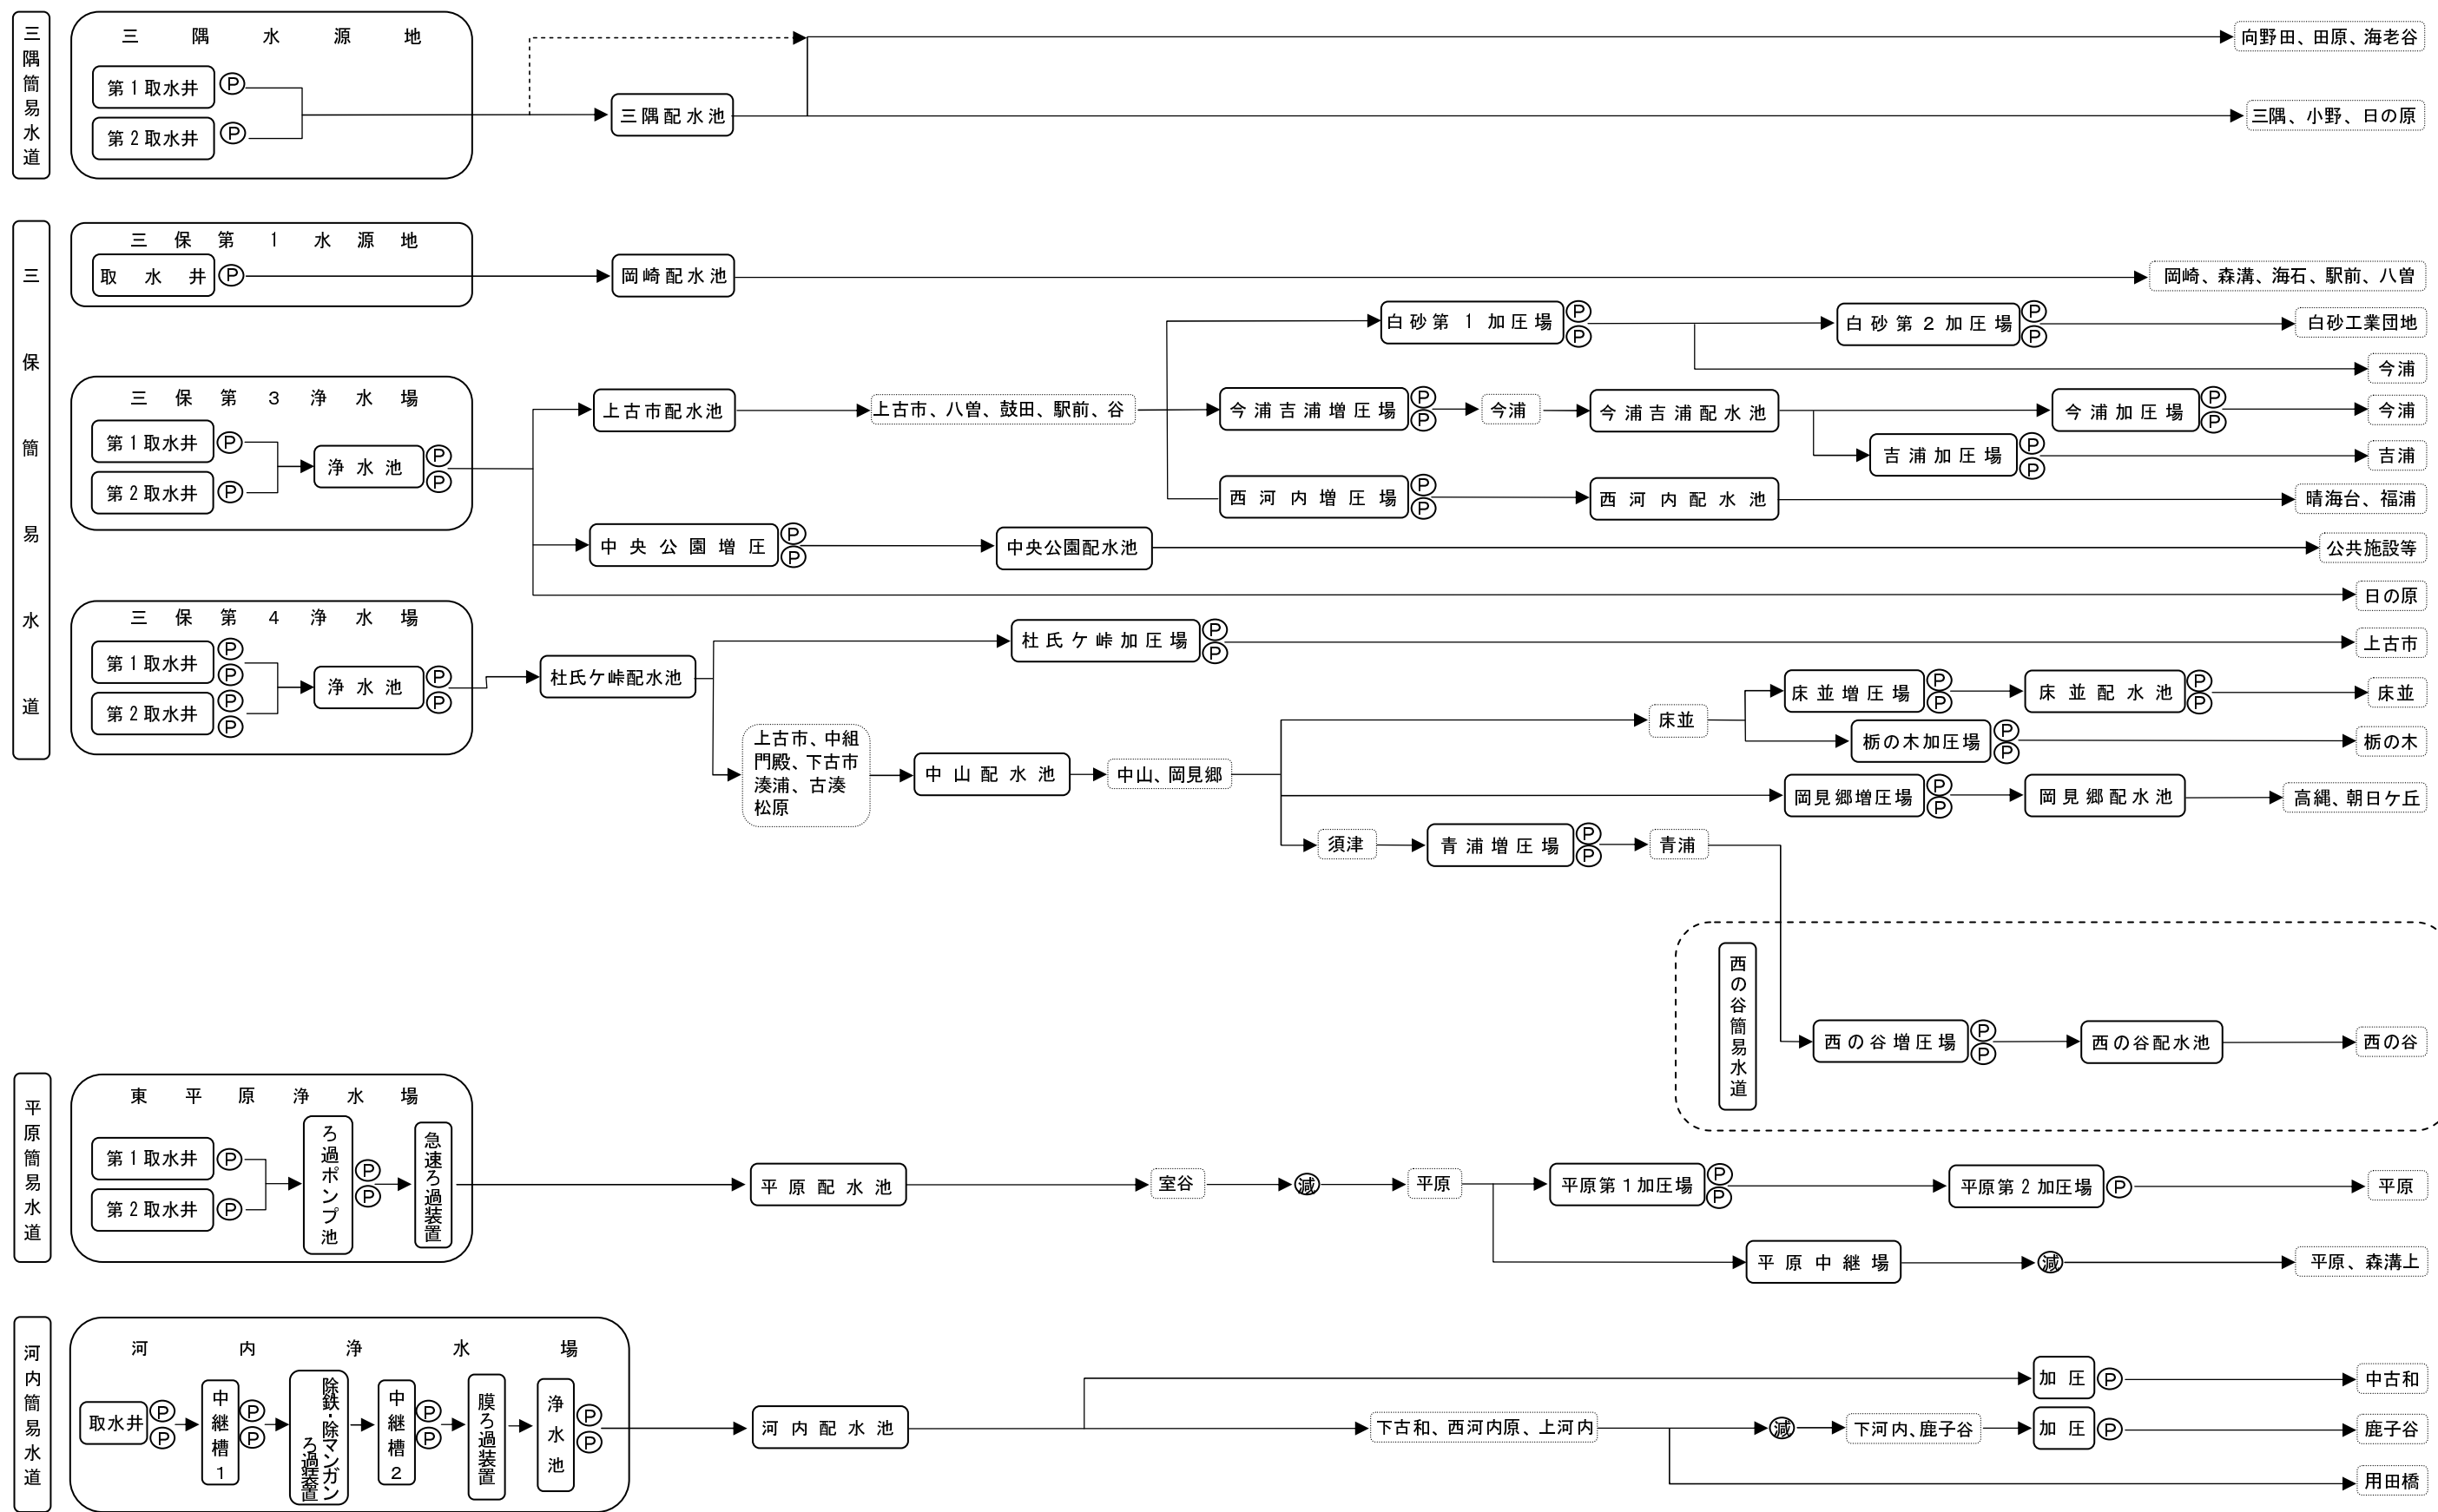 三隅簡易水道
三隅水源地
第1取水井 P
第2取水井 P
三隅配水池
向野田、田原、海老谷
三隅、小野、日の原
三保簡易水道
三保第1水源地
取水井 P
岡崎配水池
岡崎、森溝、海石、駅前、八曽
三保第3浄水場
第1取水井 P
第2取水井 P
浄水池 P P
上古市配水池
上古市、八曽、鼓田、駅前、谷
白砂第1加圧場 P P
白砂第2加圧場 P P
白砂工業団地
今浦
今浦吉浦増圧場 P P
今浦
今浦吉浦配水池
今浦加圧場 P P
今浦
吉浦加圧場 P P
吉浦
西河内増圧場 P P
西河内配水池
晴海台、福浦
中央公園増圧 P P
中央公園配水池
公共施設等
日の原
三保第4浄水場
第1取水井 P P
第2取水井 P P
浄水池 P P
杜氏ケ峠配水池
杜氏ケ峠加圧場 P P
上古市
上古市、中組
門殿、下古市
湊浦、古湊
松原
中山配水池
中山、岡見郷
床並
床並増圧場 P P
床並配水池 P P
床並
栃の木加圧場 P P
栃の木
岡見郷増圧場 P P
岡見郷配水池
高縄、朝日ケ丘
須津
青浦増圧場 P P
青浦
西の谷簡易水道
西の谷増圧場 P P
西の谷配水池
西の谷
平原簡易水道
東平原浄水場
第1取水井 P
第2取水井 P
ろ過ポンプ池 P P
急速ろ過装置
平原配水池
室谷
減
平原
平原第1加圧場 P P
平原第2加圧場 P
平原
平原中継場
減
平原、森溝上
河内簡易水道
河内浄水場
取水井 P P
中継槽1 P P
除鉄・除マンガン
ろ過装置
中継槽2 P P
膜ろ過装置
浄水池 P P
河内配水池
加圧 P
中古和
下古和、西河内原、上河内
減
下河内、鹿子谷
加圧 P
鹿子谷
用田橋